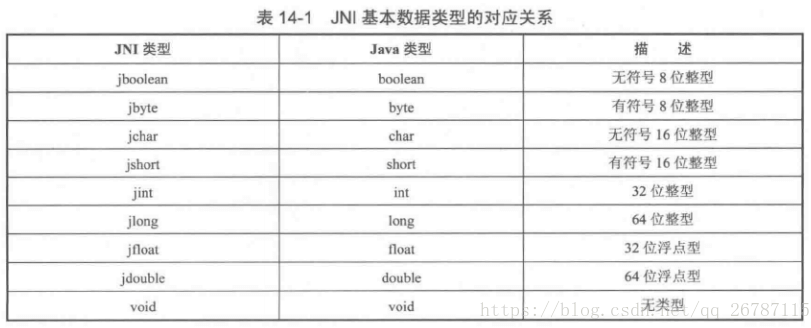 表 14-1 JNI 基本数据类型的对应关系
JNI 类型 Java 类型 描 述
jboolean boolean 无符号 8 位整型
jbyte byte 有符号 8 位整型
jchar char 无符号 16 位整型
jshort short 有符号 16 位整型
jint int 32 位整型
jlong long 64 位整型
jfloat float 32 位浮点型
jdouble double 64 位浮点型
void void 无类型
https://blog.csdn.net/qq_26787115